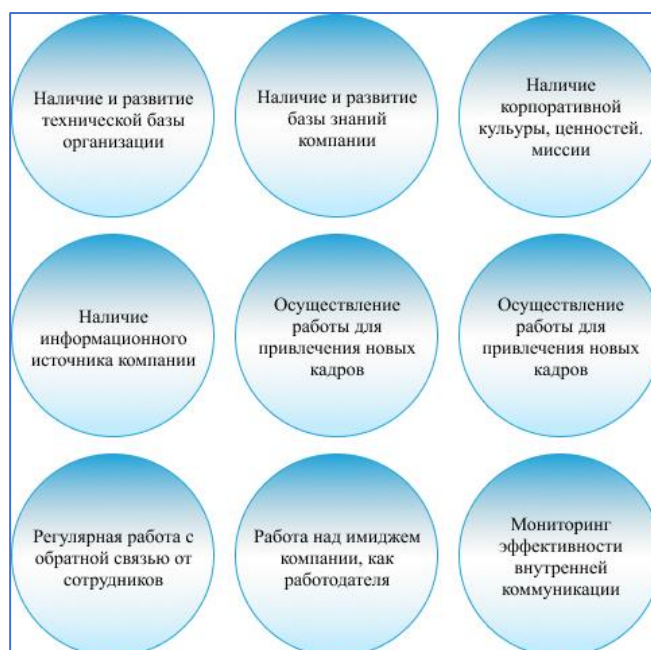 Наличие и развитие
технической базы
организации
Наличие и развитие
базы знаний
компании
Наличие
корпоративной
культуры, ценностей.
миссии
Наличие
информационного
источника компании
Осуществление
работы для
привлечения новых
кадров
Осуществление
работы для
привлечения новых
кадров
Регулярная работа с
обратной связью от
сотрудников
Работа над имиджем
компании, как
работодателя
Мониторинг
эффективности
внутренней
коммуникации